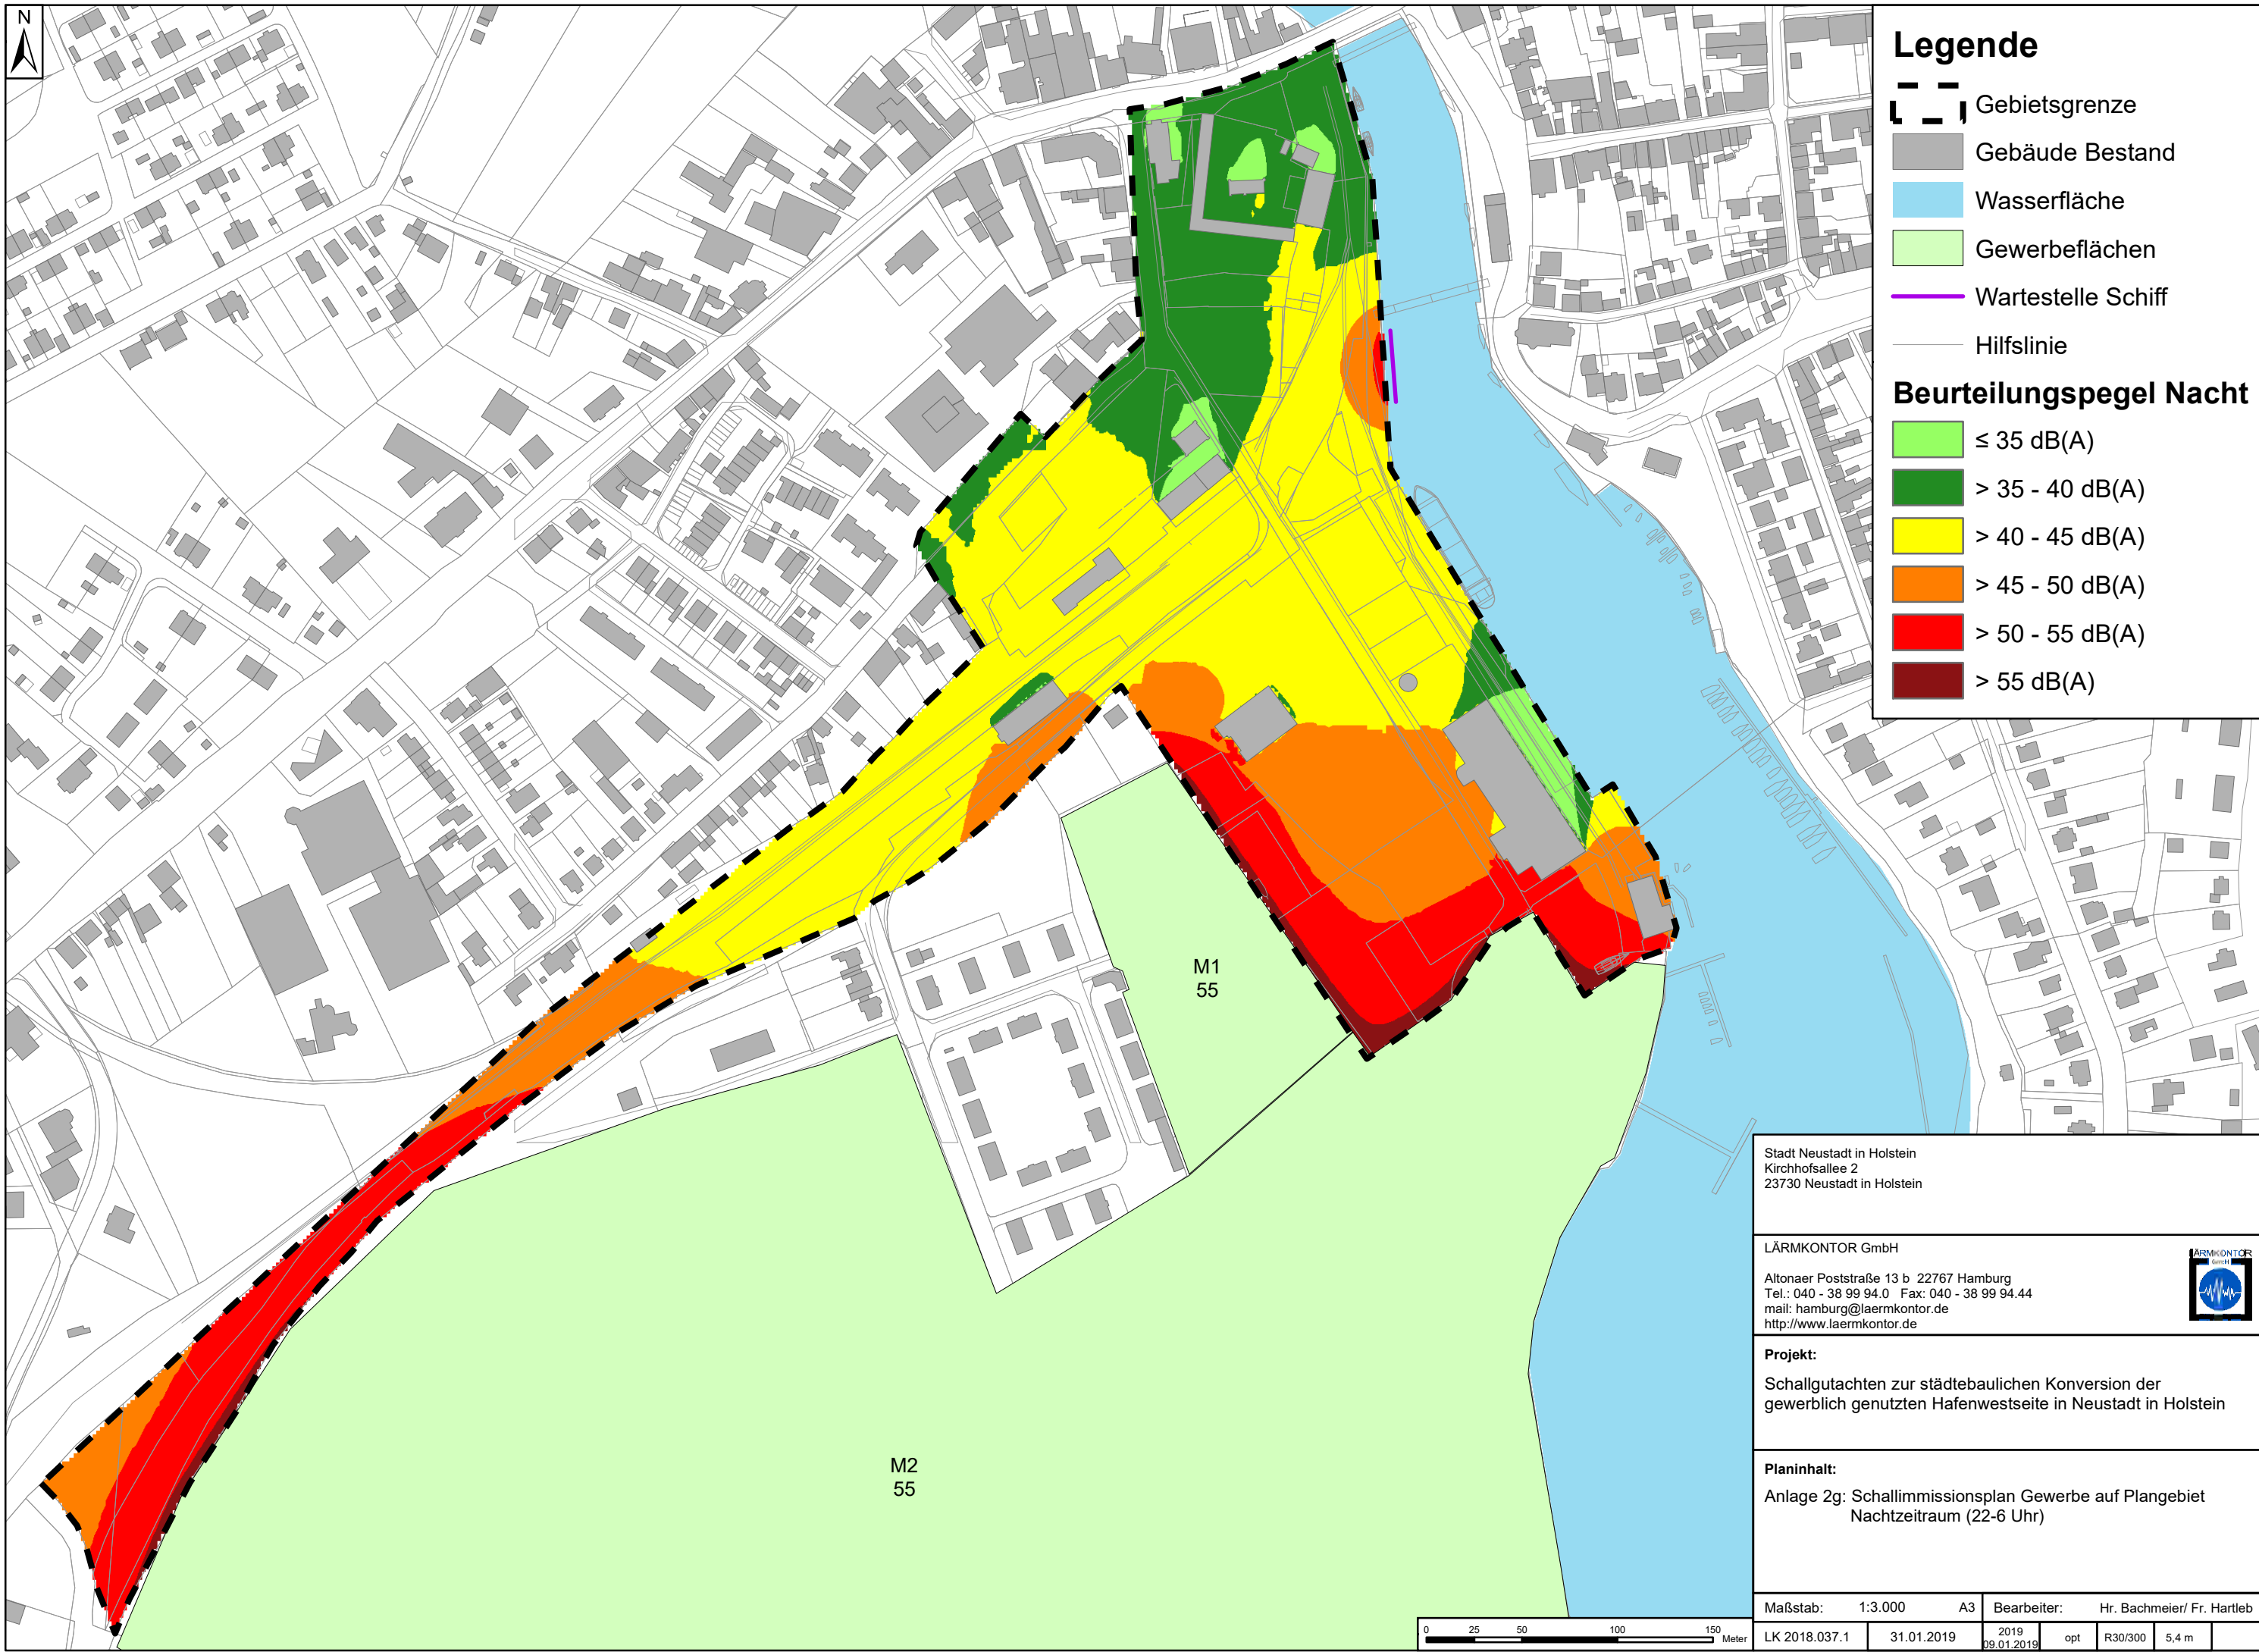 N
Legende
Gebietsgrenze
Gebäude Bestand
Wasserfläche
Gewerbeflächen
Wartestelle Schiff
Hilfslinie
Beurteilungspegel Nacht
≤ 35 dB(A)
> 35 - 40 dB(A)
> 40 - 45 dB(A)
> 45 - 50 dB(A)
> 50 - 55 dB(A)
> 55 dB(A)
M1
55
M2
55
Stadt Neustadt in Holstein
Kirchhofsallee 2
23730 Neustadt in Holstein
LÄRMKONTOR GmbH
Altonaer Poststraße 13 b 22767 Hamburg
Tel.: 040 - 38 99 94.0 Fax: 040 - 38 99 94.44
mail: hamburg@laermkontor.de
http://www.laermkontor.de
LÄRMKONTOR
GmbH
Projekt:
Schallgutachten zur städtebaulichen Konversion der
gewerblich genutzten Hafenwestseite in Neustadt in Holstein
Planinhalt:
Anlage 2g: Schallimmissionsplan Gewerbe auf Plangebiet
Nachtzeitraum (22-6 Uhr)
Maßstab: 1:3.000 A3 Bearbeiter: Hr. Bachmeier/ Fr. Hartleb
LK 2018.037.1 31.01.2019 2019 09.01.2019 opt R30/300 5,4 m
0 25 50 100 150 Meter